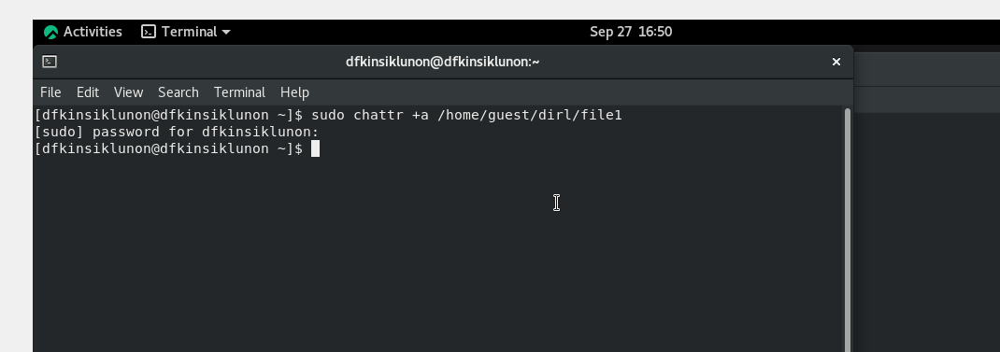 Activities Terminal Sep 27 16:50
dfkinsiklunon@dfkinsiklunon:~
File Edit View Search Terminal Help
[dfkinsiklunon@dfkinsiklunon ~]$ sudo chattr +a /home/guest/dirl/file1
[sudo] password for dfkinsiklunon:
[dfkinsiklunon@dfkinsiklunon ~]$